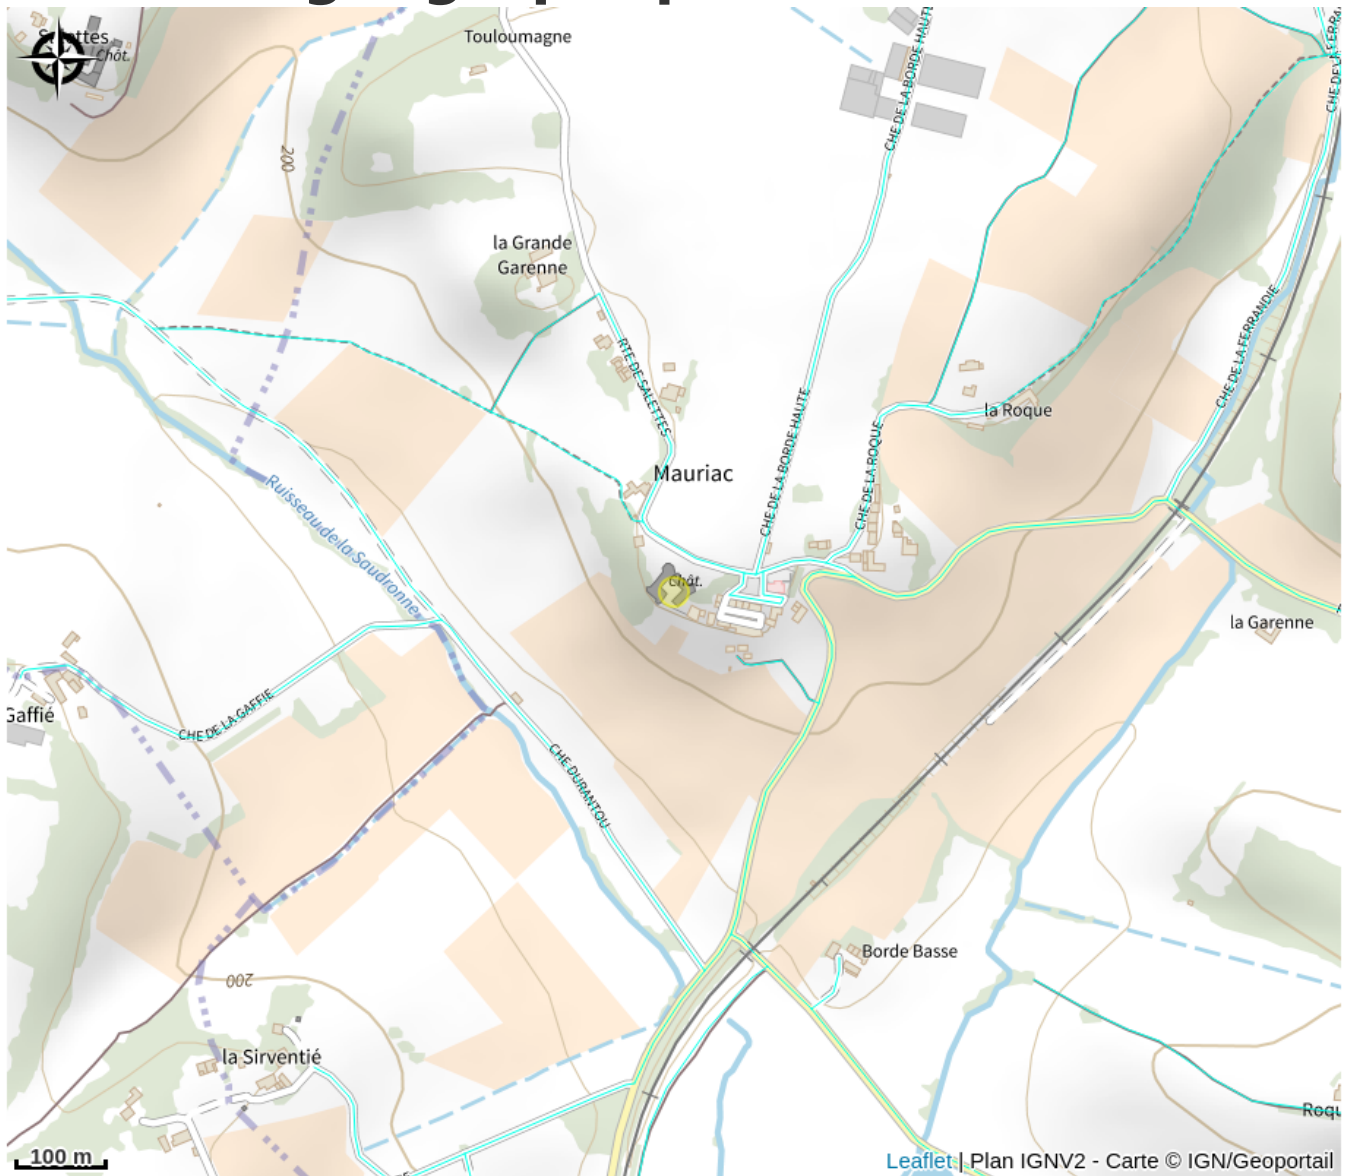 Touloumagne
Chât.
CHE DE LA BORDE HAUTE
200
la Grande
Garenne
RTE DE SALETTES
CHE DE LA FERRANDIE
la Roque
CHE DE LA BORDE HAUTE
CHE DE LA ROQUE
Mauriac
Ruisseau de la Saudronne
Chât.
la Garenne
Gaffié
CHE DE LA GAFFIE
CHE DURANTOU
Borde Basse
200
la Sirventié
100 m
Leaflet | Plan IGNV2 - Carte © IGN/Geoportail